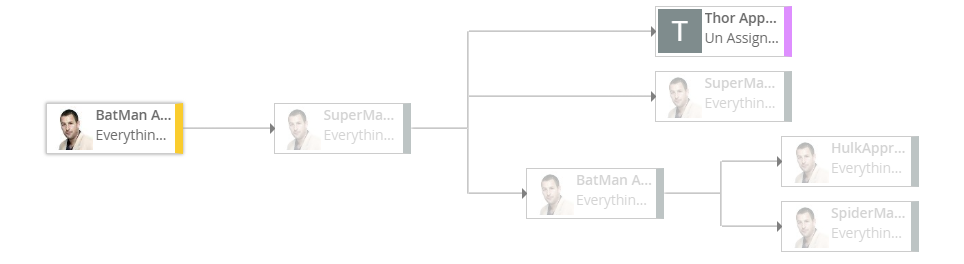 T
Thor App...
Un Assign...
SuperMa...
Everythin...
BatMan A...
Everythin...
SuperMa...
Everythin...
HulkAppr...
Everythin...
BatMan A...
Everythin...
SpiderMa...
Everythin...